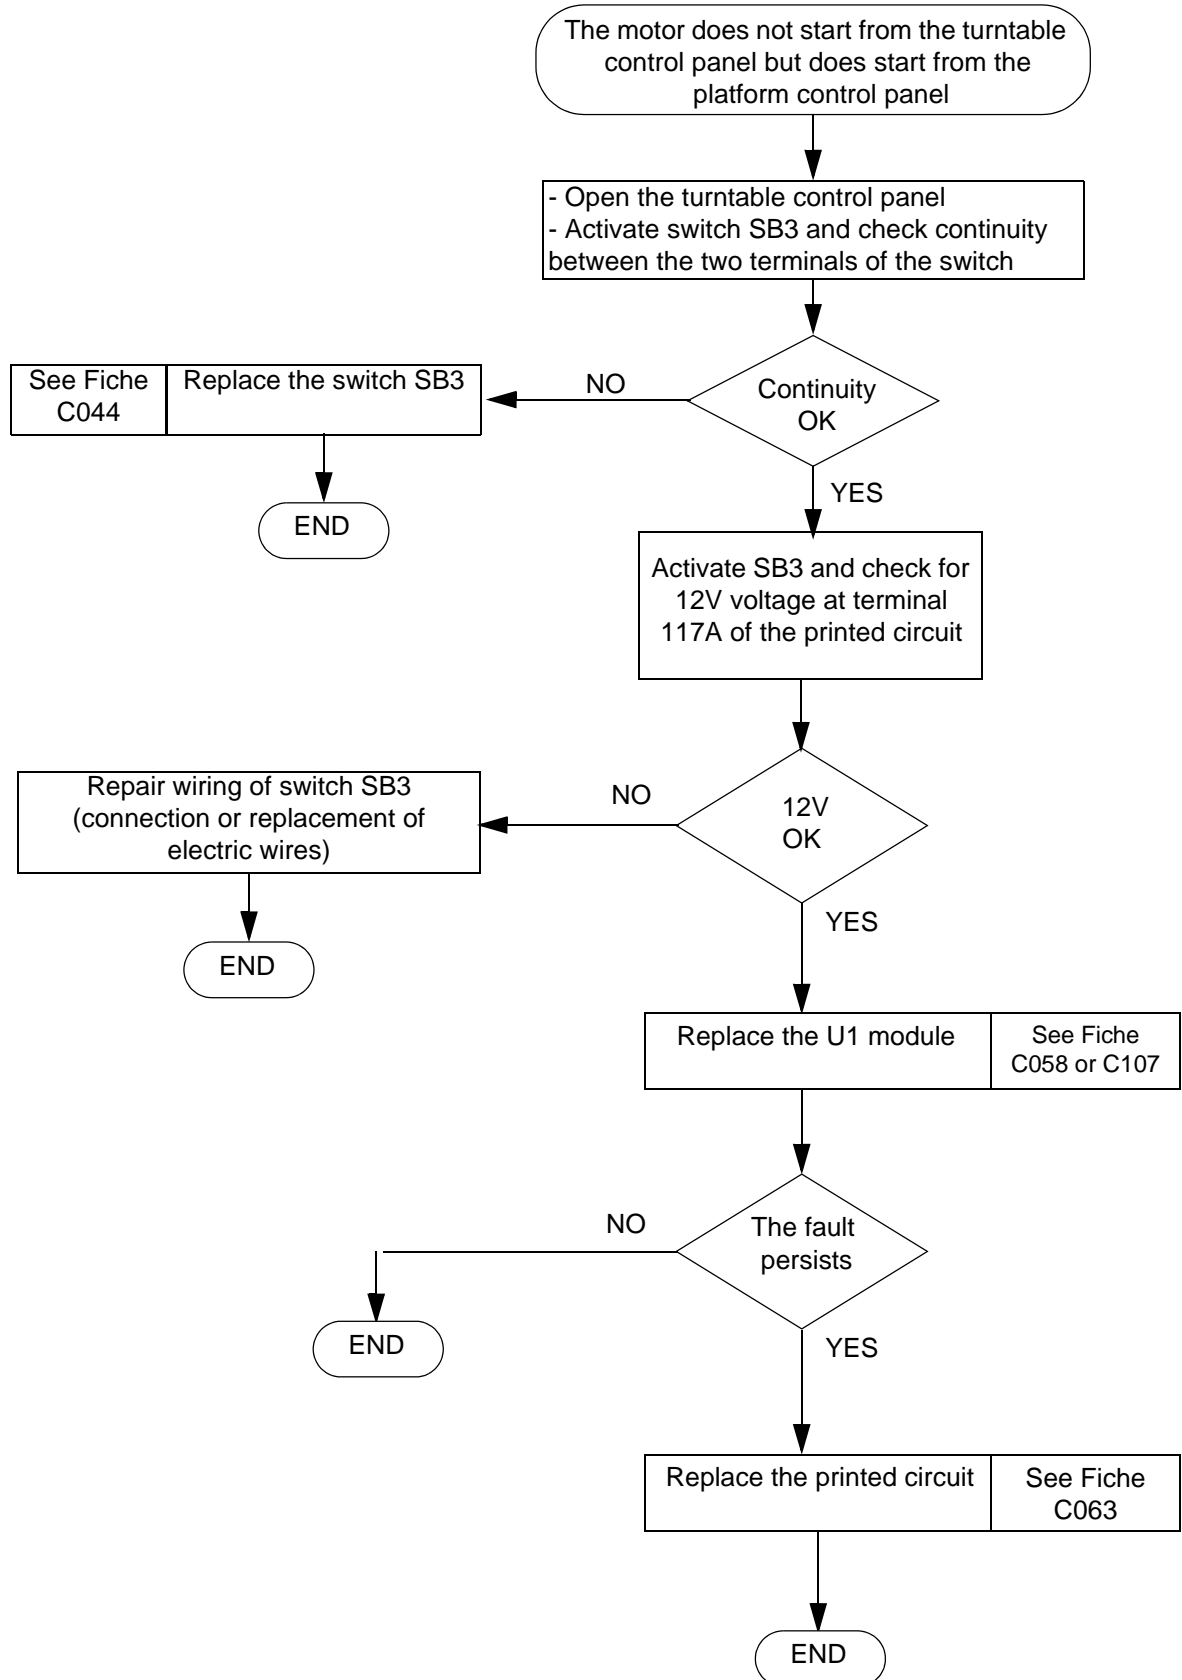 The motor does not start from the turntable
control panel but does start from the
platform control panel
- Open the turntable control panel
- Activate switch SB3 and check continuity
between the two terminals of the switch
Continuity
OK
NO
See Fiche
C044
Replace the switch SB3
END
YES
Activate SB3 and check for
12V voltage at terminal
117A of the printed circuit
12V
OK
NO
Repair wiring of switch SB3
(connection or replacement of
electric wires)
END
YES
Replace the U1 module
See Fiche
C058 or C107
The fault
persists
NO
END
YES
Replace the printed circuit
See Fiche
C063
END